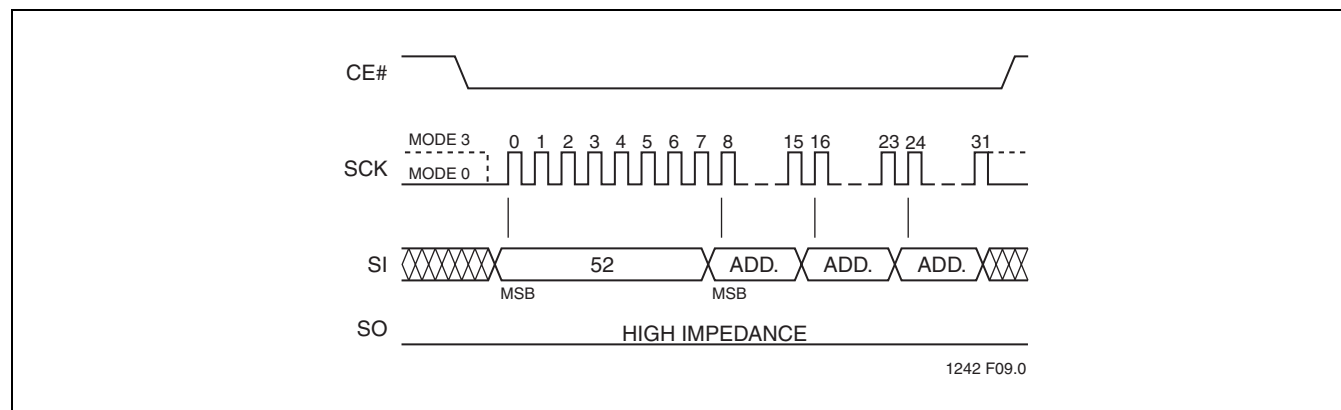 CE#
MODE 3
0 1 2 3 4 5 6 7 8 15 16 23 24 31
SCK
MODE 0
SI
52 ADD. ADD. ADD.
MSB MSB
SO
HIGH IMPEDANCE
1242 F09.0